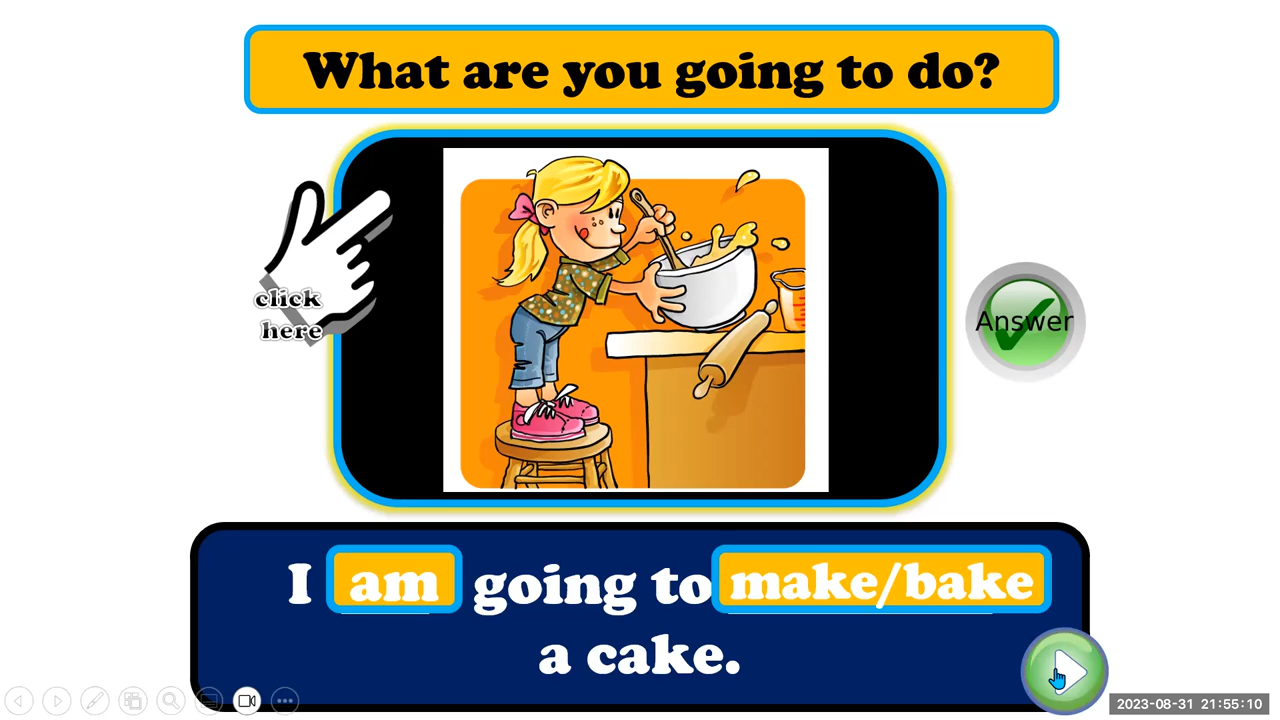 What are you going to do?
click
here
Answer
I am going to make/bake
a cake.
2023-08-31 21:55:10